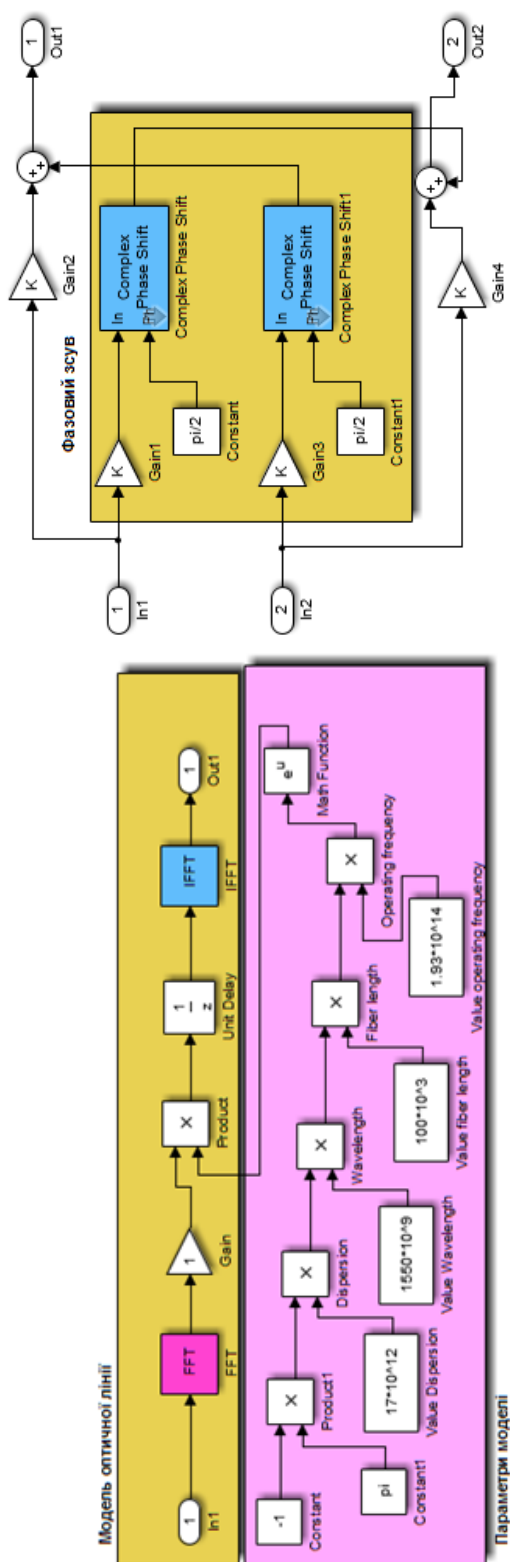 Модель оптичної лінії
1
In1
FFT
FFT
1
Gain
×
Product
1
z
Unit Delay
IFFT
IFFT
1
Out1
-1
Constant
pi
Constant1
×
Product1
17*10^12
Value Dispersion
×
Dispersion
1550*10^9
Value Wavelength
×
Wavelength
100*10^3
Value fiber length
×
Fiber length
1.93*10^14
Value operating frequency
×
Operating frequency
e^u
Math Function
Параметри моделі
Фазовий зсув
1
In1
K
Gain2
K
Gain1
pi/2
Constant
In
Complex
Phase Shift
Complex Phase Shift
1
Out1
2
In2
K
Gain3
pi/2
Constant1
In
Complex
Phase Shift
Complex Phase Shift1
K
Gain4
2
Out2